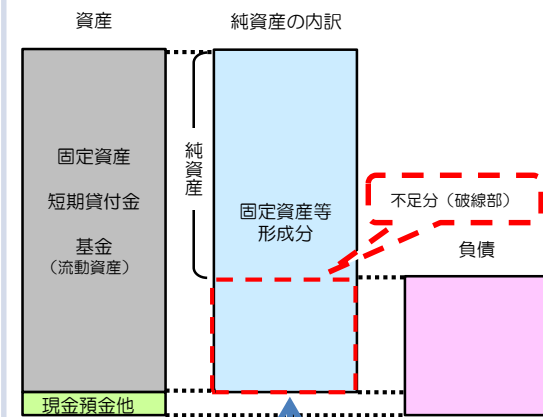 資産
純資産の内訳
固定資産
短期貸付金
基金
（流動資産）
現金預金他
純資産
固定資産等
形成分
不足分（破線部）
負債